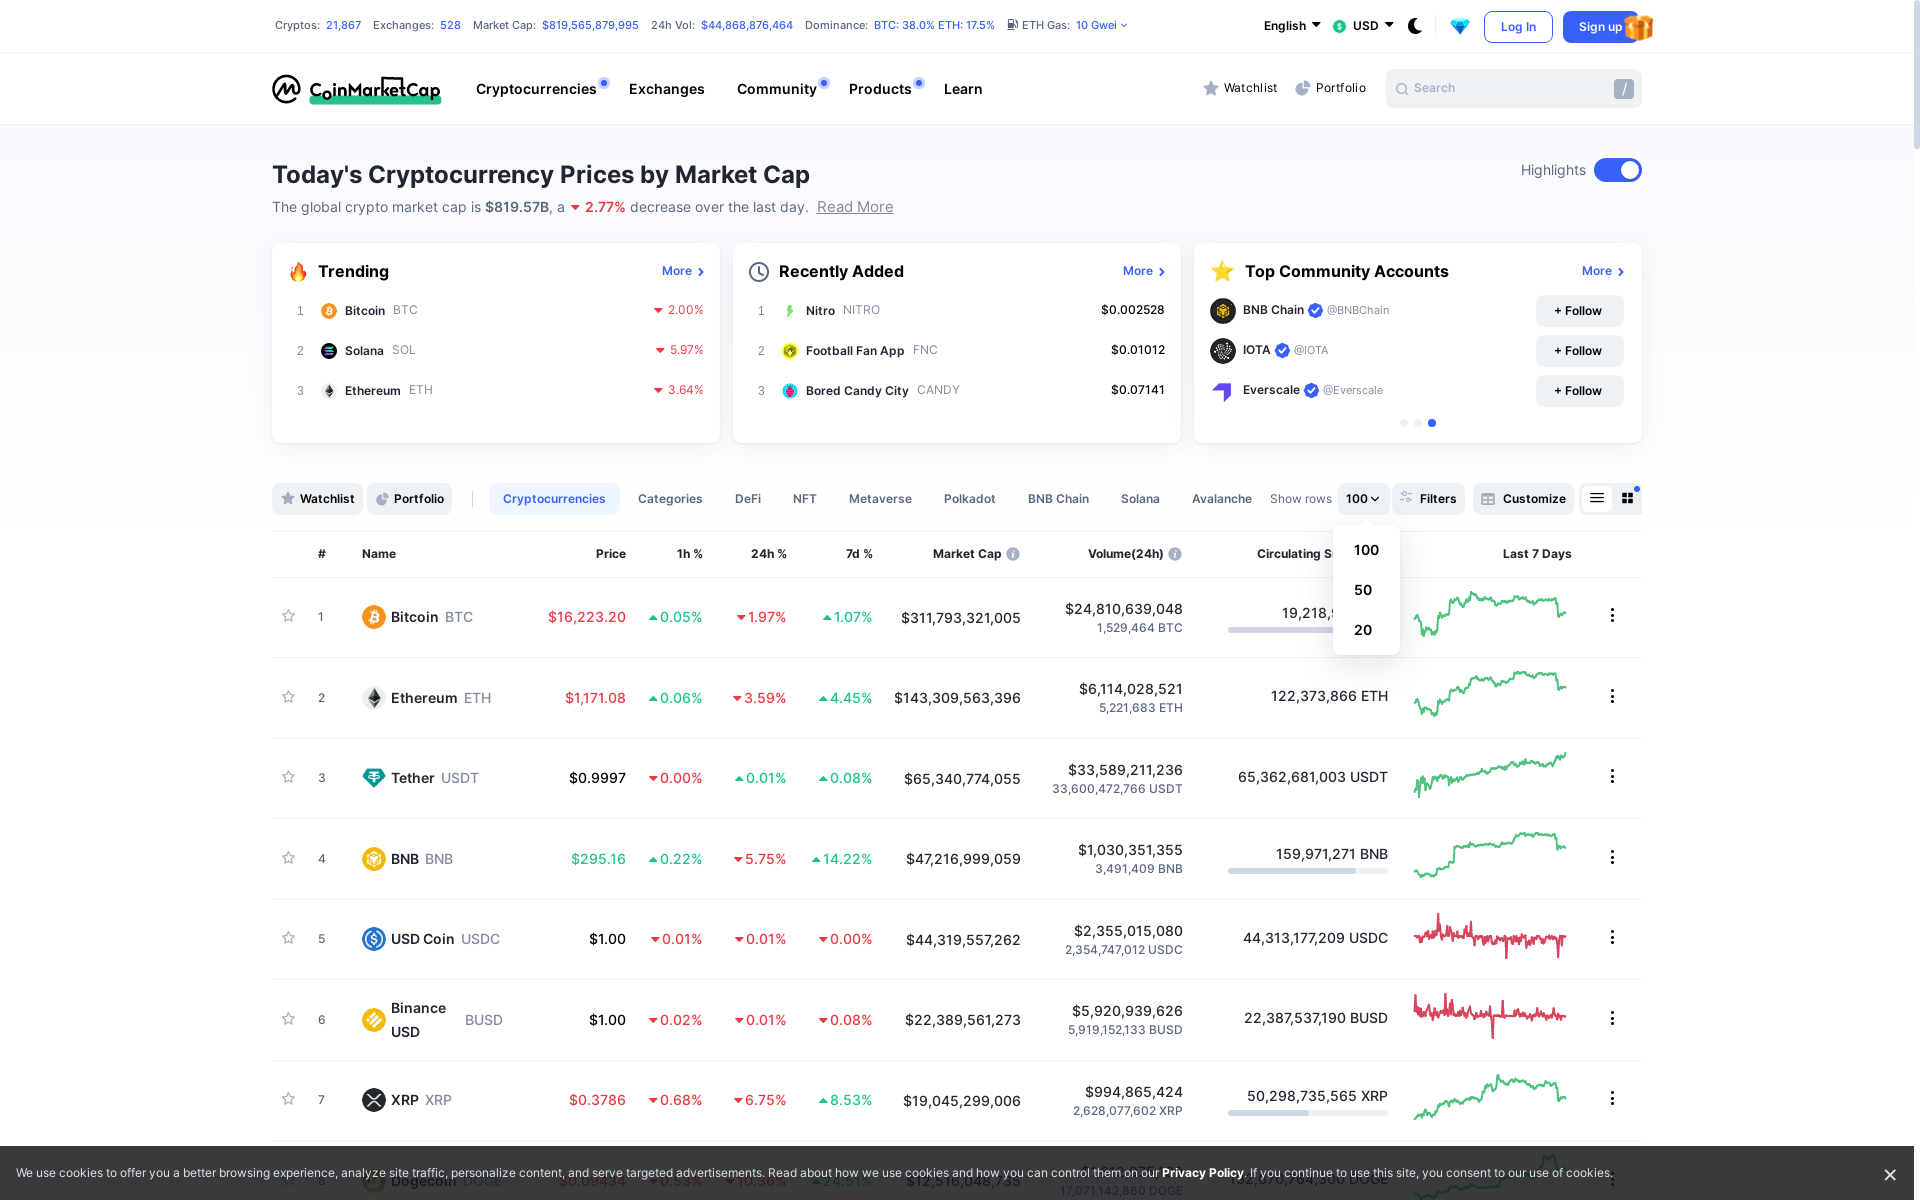 Cryptos: 21,867 Exchanges: 528 Market Cap: $819,565,879,995 24h Vol: $44,868,876,464 Dominance: BTC: 38.0% ETH: 17.5% ETH Gas: 10 Gwei
English USD Log In Sign up
CoinMarketCap Cryptocurrencies Exchanges Community Products Learn Watchlist Portfolio Search /
Today's Cryptocurrency Prices by Market Cap
Highlights
The global crypto market cap is $819.57B, a 2.77% decrease over the last day. Read More
Trending More
1 Bitcoin BTC 2.00%
2 Solana SOL 5.97%
3 Ethereum ETH 3.64%
Recently Added More
1 Nitro NITRO $0.002528
2 Football Fan App FNC $0.01012
3 Bored Candy City CANDY $0.07141
Top Community Accounts More
BNB Chain @BNBChain + Follow
IOTA @IOTA + Follow
Everscale @Everscale + Follow
Watchlist Portfolio Cryptocurrencies Categories DeFi NFT Metaverse Polkadot BNB Chain Solana Avalanche Show rows 100 Filters Customize
100
50
20
# Name Price 1h % 24h % 7d % Market Cap Volume(24h) Circulating Last 7 Days
1 Bitcoin BTC $16,223.20 0.05% 1.97% 1.07% $311,793,321,005 $24,810,639,048 19,218,
1,529,464 BTC
2 Ethereum ETH $1,171.08 0.06% 3.59% 4.45% $143,309,563,396 $6,114,028,521 122,373,866 ETH
5,221,683 ETH
3 Tether USDT $0.9997 0.00% 0.01% 0.08% $65,340,774,055 $33,589,211,236 65,362,681,003 USDT
33,600,472,766 USDT
4 BNB BNB $295.16 0.22% 5.75% 14.22% $47,216,999,059 $1,030,351,355 159,971,271 BNB
3,491,409 BNB
5 USD Coin USDC $1.00 0.01% 0.01% 0.00% $44,319,557,262 $2,355,015,080 44,313,177,209 USDC
2,354,747,012 USDC
6 Binance USD BUSD $1.00 0.02% 0.01% 0.08% $22,389,561,273 $5,920,939,626 22,387,537,190 BUSD
5,919,152,133 BUSD
7 XRP XRP $0.3786 0.68% 6.75% 8.53% $19,045,299,006 $994,865,424 50,298,735,565 XRP
2,628,077,602 XRP
We use cookies to offer you a better browsing experience, analyze site traffic, personalize content, and serve targeted advertisements. Read about how we use cookies and how you can control them on our Privacy Policy. If you continue to use this site, you consent to our use of cookies.
8 Dogecoin DOGE $0.09434 0.53% 10.36% 24.51% $12,516,048,735
17,071,142,860 DOGE